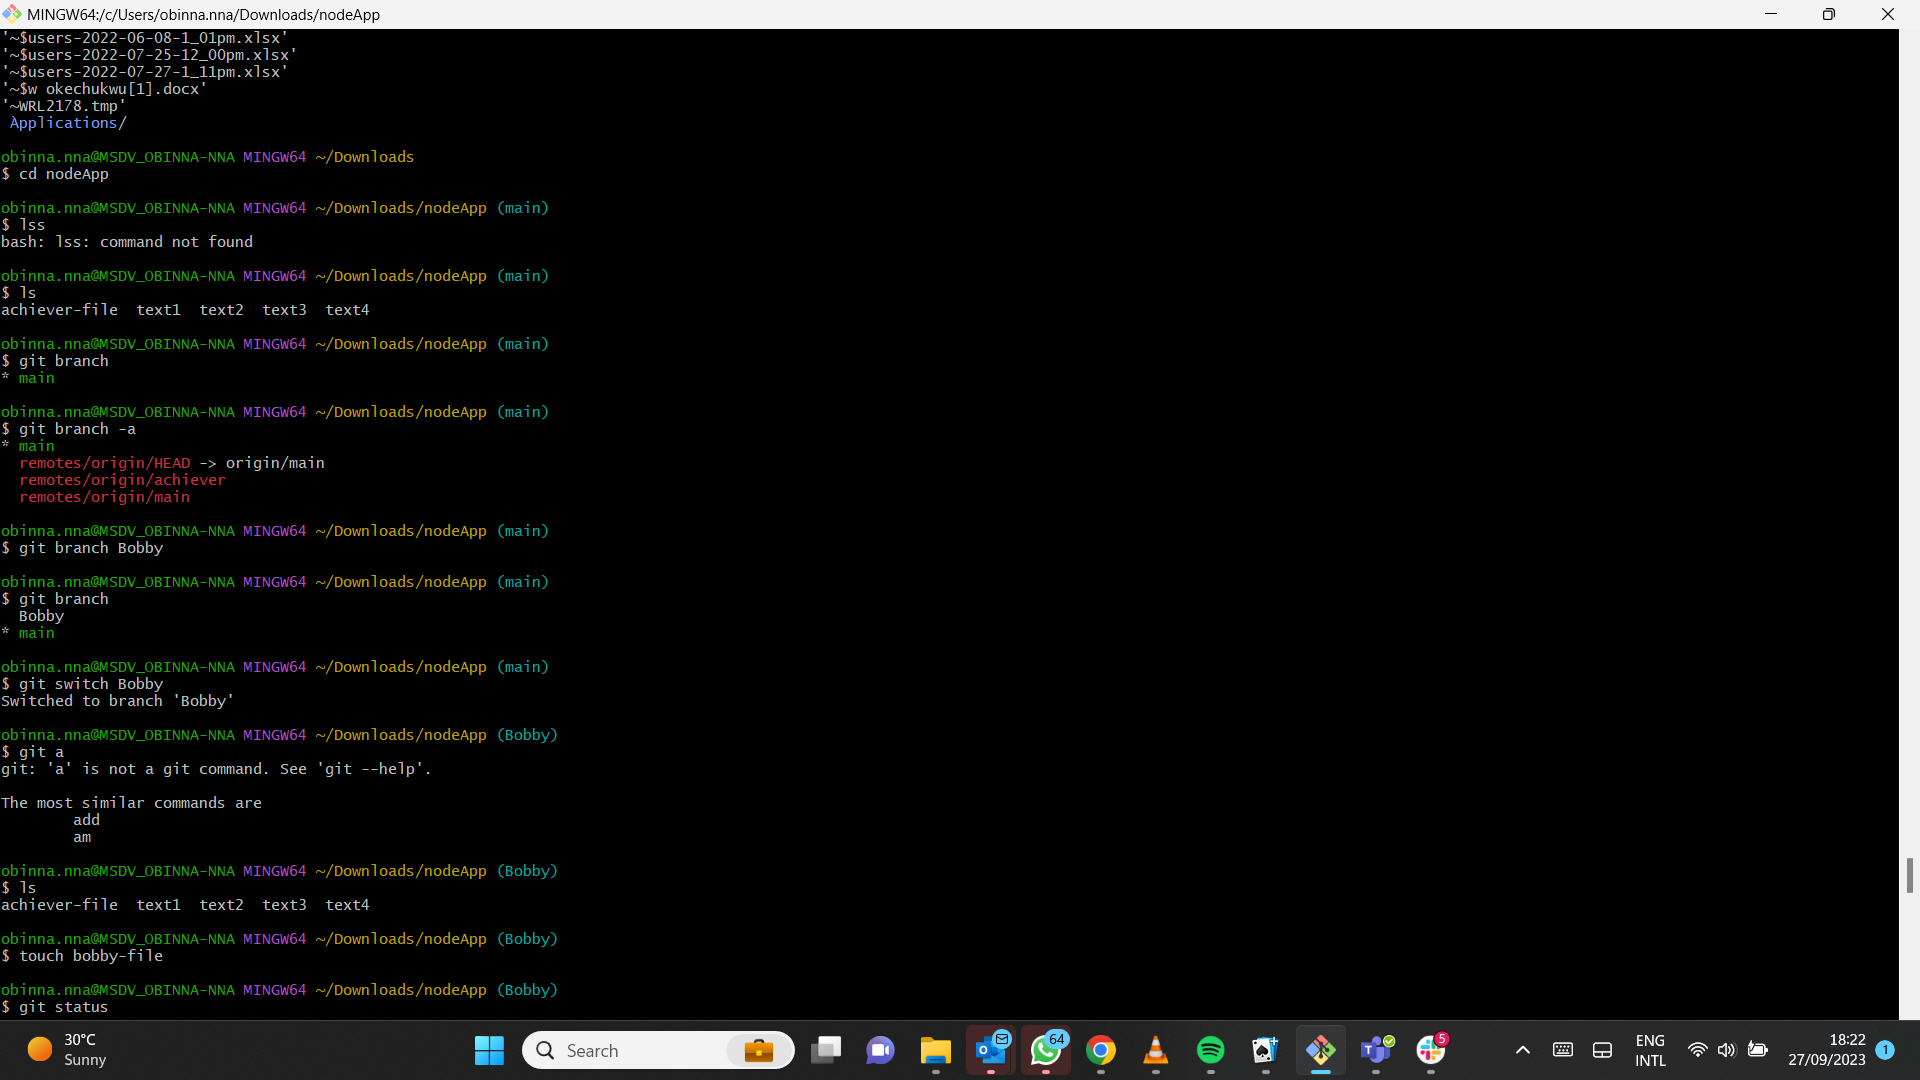 MINGW64:/c/Users/obinna.nna/Downloads/nodeApp
'~$users-2022-06-08-1_01pm.xlsx'
'~$users-2022-07-25-12_00pm.xlsx'
'~$users-2022-07-27-1_11pm.xlsx'
'~$w okechukwu[1].docx'
'~WRL2178.tmp'
Applications/
obinna.nna@MSDV_OBINNA-NNA MINGW64 ~/Downloads
$ cd nodeApp
obinna.nna@MSDV_OBINNA-NNA MINGW64 ~/Downloads/nodeApp (main)
$ lss
bash: lss: command not found
obinna.nna@MSDV_OBINNA-NNA MINGW64 ~/Downloads/nodeApp (main)
$ ls
achiever-file  text1  text2  text3  text4
obinna.nna@MSDV_OBINNA-NNA MINGW64 ~/Downloads/nodeApp (main)
$ git branch
* main
obinna.nna@MSDV_OBINNA-NNA MINGW64 ~/Downloads/nodeApp (main)
$ git branch -a
* main
remotes/origin/HEAD -> origin/main
remotes/origin/achiever
remotes/origin/main
obinna.nna@MSDV_OBINNA-NNA MINGW64 ~/Downloads/nodeApp (main)
$ git branch Bobby
obinna.nna@MSDV_OBINNA-NNA MINGW64 ~/Downloads/nodeApp (main)
$ git branch
Bobby
* main
obinna.nna@MSDV_OBINNA-NNA MINGW64 ~/Downloads/nodeApp (main)
$ git switch Bobby
Switched to branch 'Bobby'
obinna.nna@MSDV_OBINNA-NNA MINGW64 ~/Downloads/nodeApp (Bobby)
$ git a
git: 'a' is not a git command. See 'git --help'.
The most similar commands are
add
am
obinna.nna@MSDV_OBINNA-NNA MINGW64 ~/Downloads/nodeApp (Bobby)
$ ls
achiever-file  text1  text2  text3  text4
obinna.nna@MSDV_OBINNA-NNA MINGW64 ~/Downloads/nodeApp (Bobby)
$ touch bobby-file
obinna.nna@MSDV_OBINNA-NNA MINGW64 ~/Downloads/nodeApp (Bobby)
$ git status
30°C
Sunny
Search
64
5
ENG
INTL
18:22
27/09/2023
1